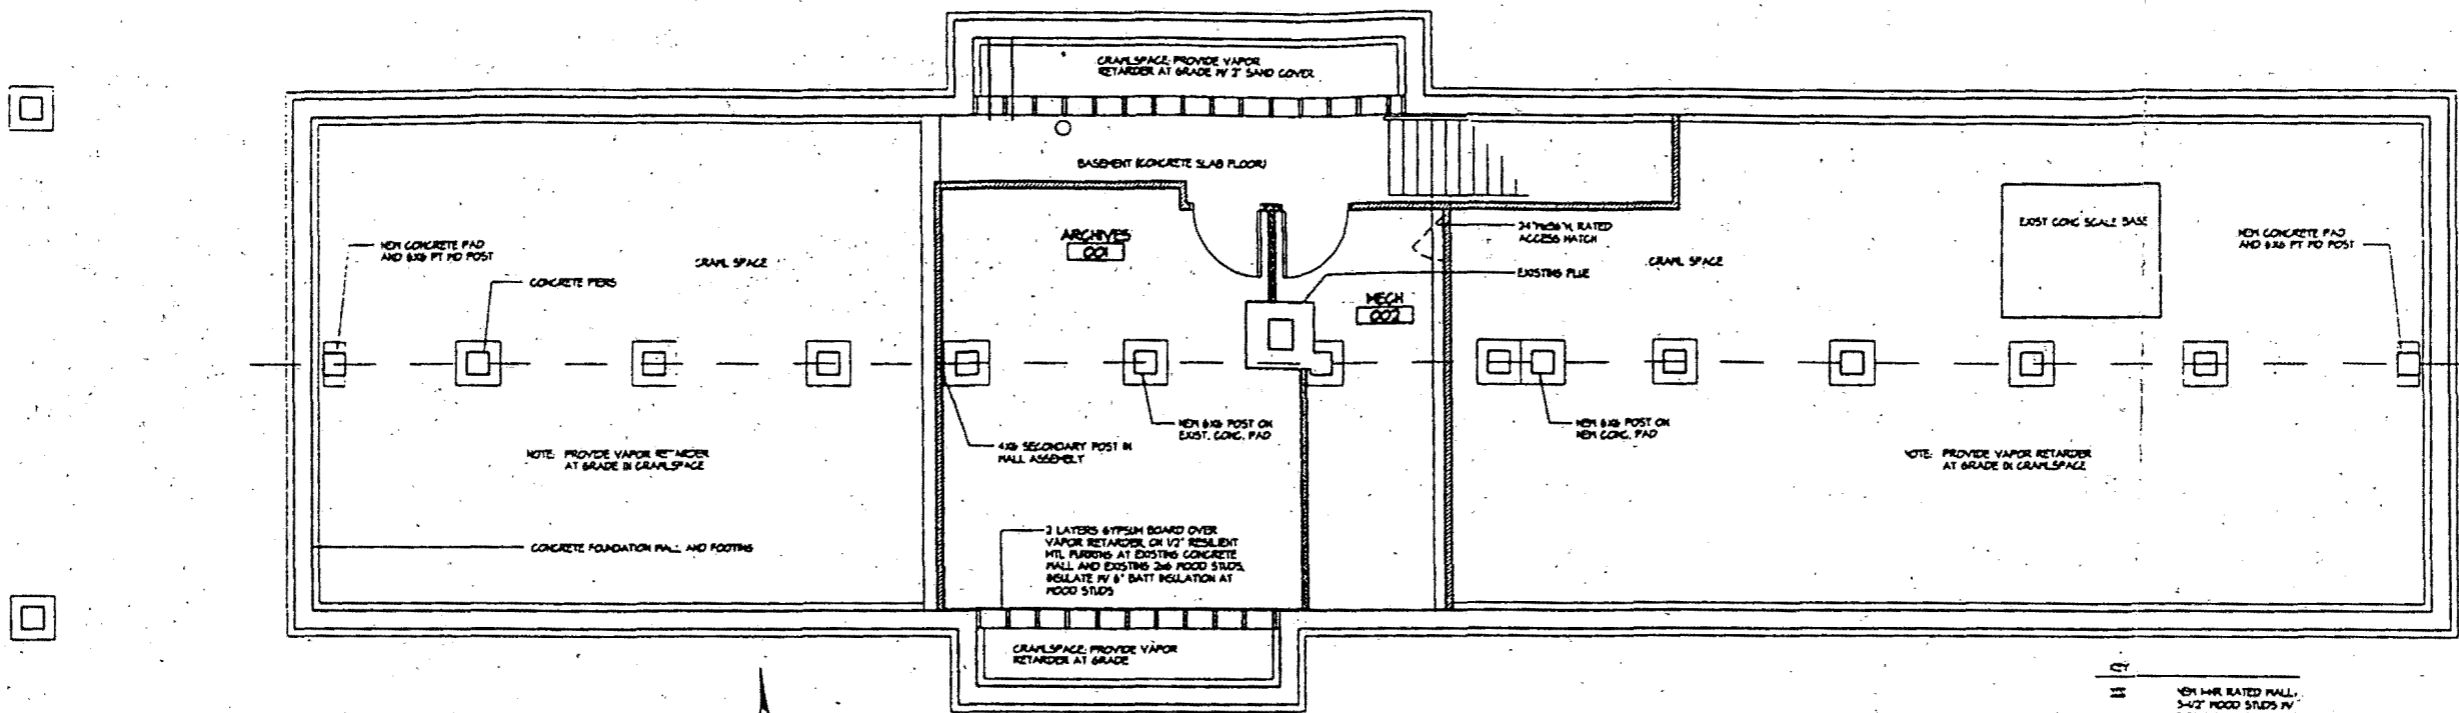 CRAWLSPACE: PROVIDE VAPOR
RETARDER AT GRADE W/ 2" SAND COVER
BASEMENT (CONCRETE SLAB FLOOR)
ARCHIVES
001
24"HX36"W, RATED
ACCESS HATCH
EXIST CONC SCALE BASE
NEW CONCRETE PAD
AND 6X6 PT WD POST
CRAWL SPACE
CONCRETE PIERS
EXISTING FLUE
CRAWL SPACE
NEW CONCRETE PAD
AND 6X6 PT WD POST
MECH
002
NEW 6X6 POST ON
EXIST. CONC. PAD
NEW 6X6 POST ON
NEW CONC. PAD
4X6 SECONDARY POST IN
WALL ASSEMBLY
NOTE: PROVIDE VAPOR RETARDER
AT GRADE IN CRAWLSPACE
NOTE: PROVIDE VAPOR RETARDER
AT GRADE IN CRAWLSPACE
2 LAYERS GYPSUM BOARD OVER
VAPOR RETARDER, ON 1/2" RESILIENT
MTL FURRING AT EXISTING CONCRETE
WALL AND EXISTING 2x6 WOOD STUDS,
INSULATE W/ 6" BATT INSULATION AT
WOOD STUDS
CONCRETE FOUNDATION WALL AND FOOTING
CRAWLSPACE: PROVIDE VAPOR
RETARDER AT GRADE
KEY
NEW 1-HR RATED WALL,
3-1/2" WOOD STUDS W/